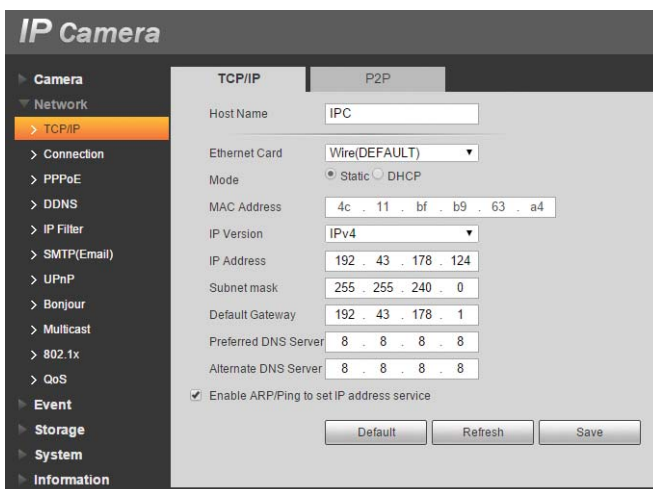 IP Camera
Camera
Network
TCP/IP
Connection
PPPoE
DDNS
IP Filter
SMTP(Email)
UPnP
Bonjour
Multicast
802.1x
QoS
Event
Storage
System
Information
TCP/IP P2P
Host Name IPC
Ethernet Card Wire(DEFAULT)
Mode Static DHCP
MAC Address 4c . 11 . bf . b9 . 63 . a4
IP Version IPv4
IP Address 192 . 43 . 178 . 124
Subnet mask 255 . 255 . 240 . 0
Default Gateway 192 . 43 . 178 . 1
Preferred DNS Server 8 . 8 . 8 . 8
Alternate DNS Server 8 . 8 . 8 . 8
Enable ARP/Ping to set IP address service
Default Refresh Save